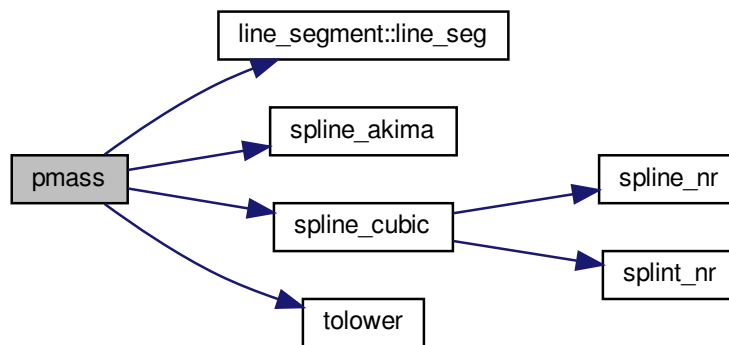 line_segment::line_seg
spline_akima
pmass
spline_nr
spline_cubic
splint_nr
tolower